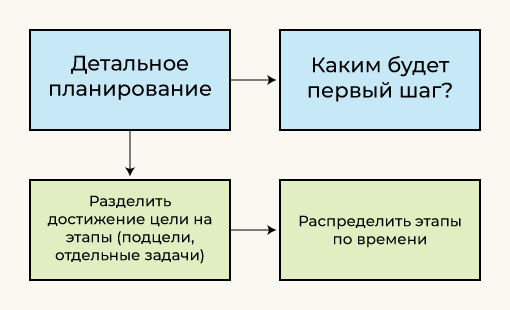 Детальное
планирование
Каким будет
первый шаг?
Разделить
достижение цели на
этапы (подцели,
отдельные задачи)
Распределить этапы
по времени